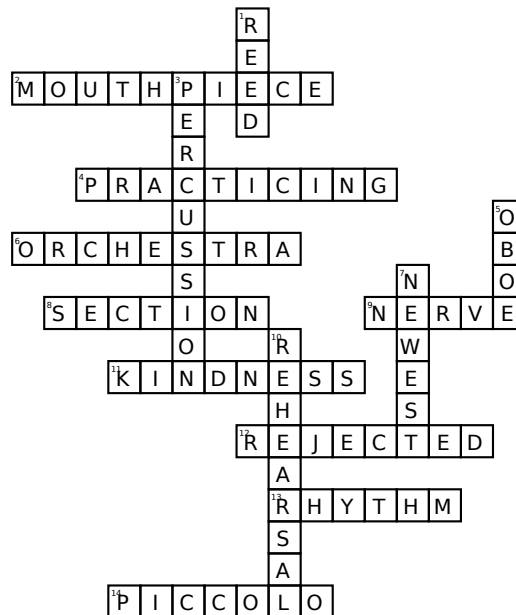 1 R
E
2 M O U T H 3 P I E C E
E D
R
4 P R A C T I C I N G
U 5 O
6 O R C H E S T R A B
S 7 N O
8 S E C T I O N 9 N E R V E
O 10 R W
11 K I N D N E S S E
H S
12 R E J E C T E D
A
13 R H Y T H M
S
A
14 P I C C O L O